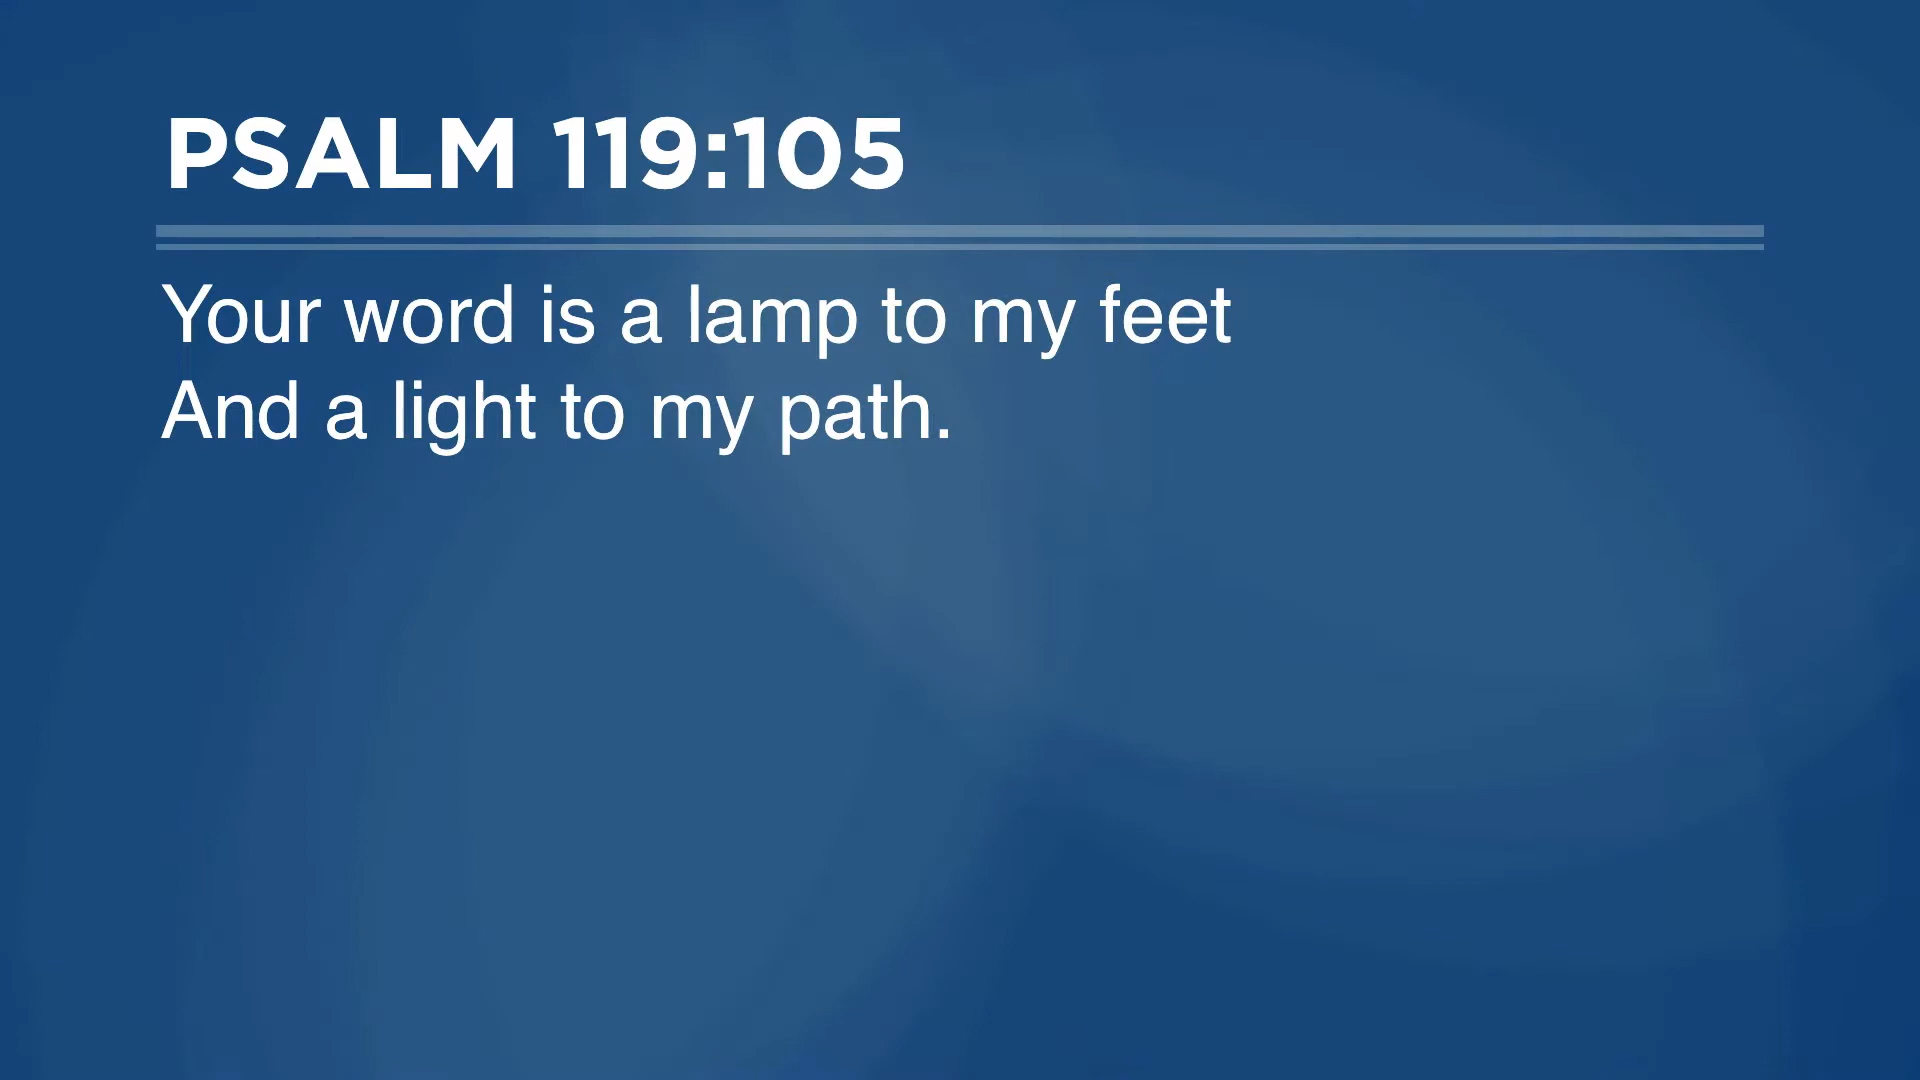 PSALM 119:105
Your word is a lamp to my feet
And a light to my path.